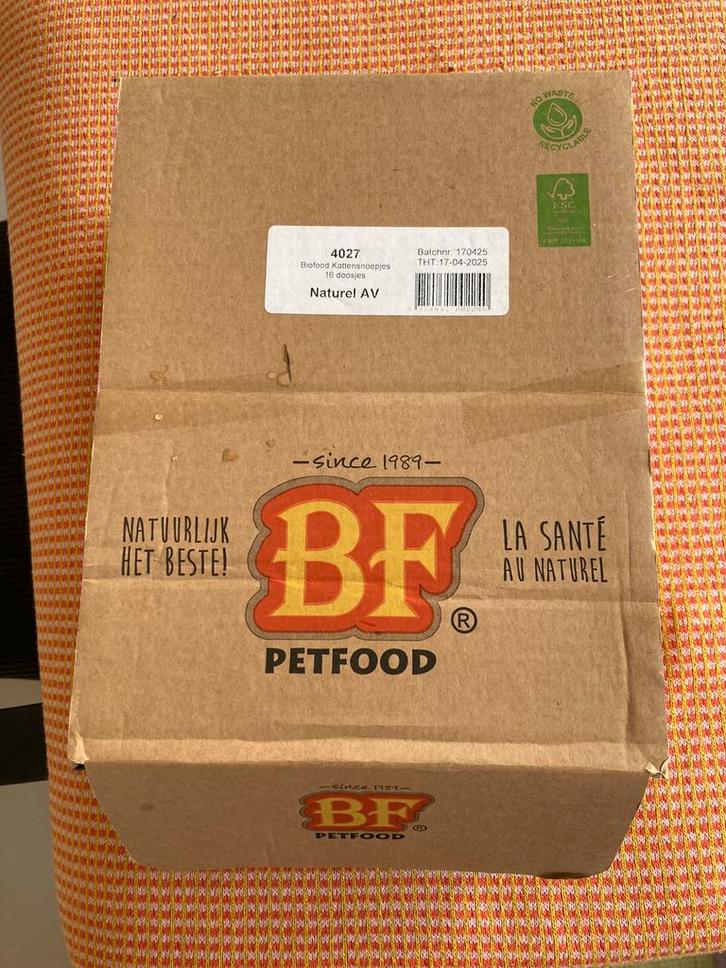 NO WASTE
RECYCLABLE
FSC
4027
Biofood Kattensnoepjes
16 doosjes
Naturel AV
Batchnr. 170425
THT:17-04-2025
since 1989
NATUURLIJK
HET BESTE!
BF
®
PETFOOD
LA SANTÉ
AU NATUREL
since 1989
BF
®
PETFOOD